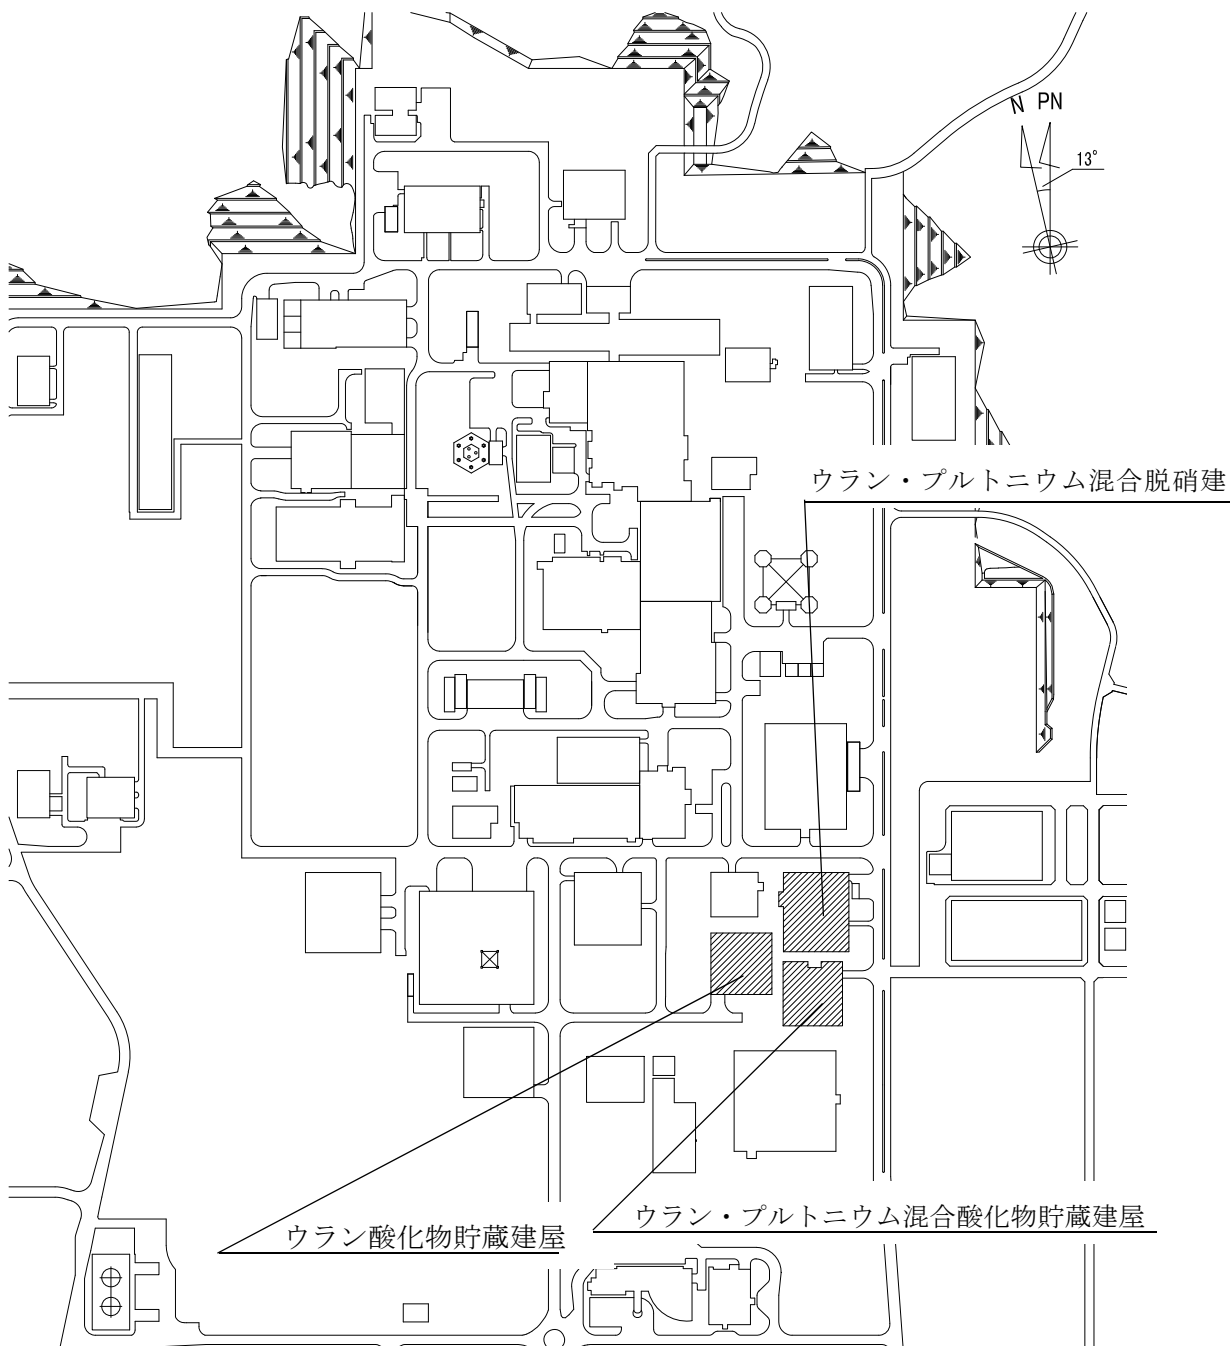 N PN
13°
ウラン・プルトニウム混合脱硝建
ウラン・プルトニウム混合酸化物貯蔵建屋
ウラン酸化物貯蔵建屋